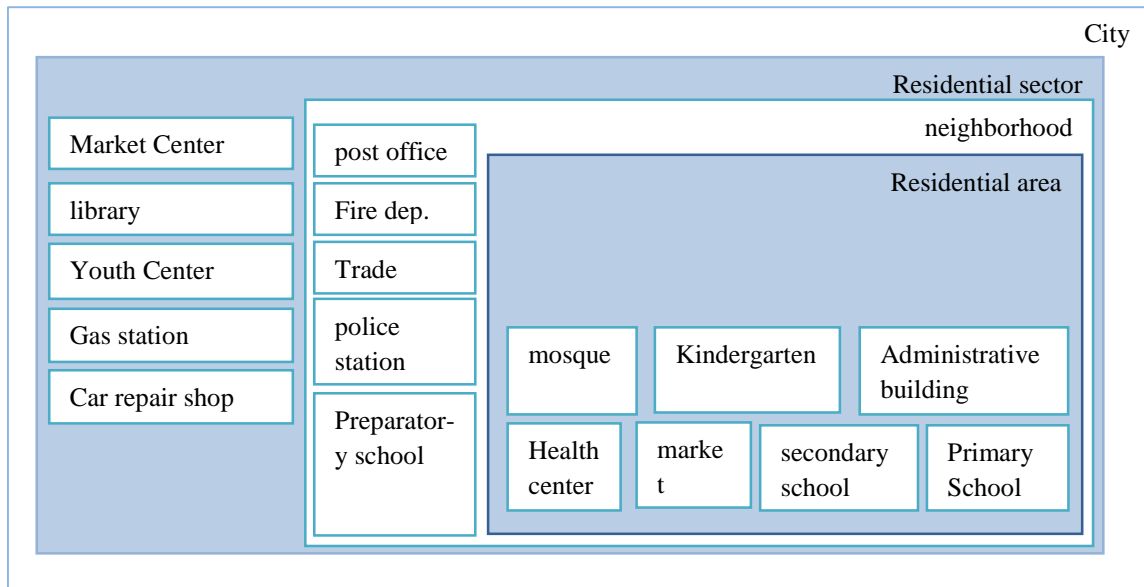 City
Residential sector
neighborhood
Residential area
Market Center
library
Youth Center
Gas station
Car repair shop
post office
Fire dep.
Trade
police
station
Preparator-
y school
mosque
Kindergarten
Administrative
building
Health
center
marke
t
secondary
school
Primary
School